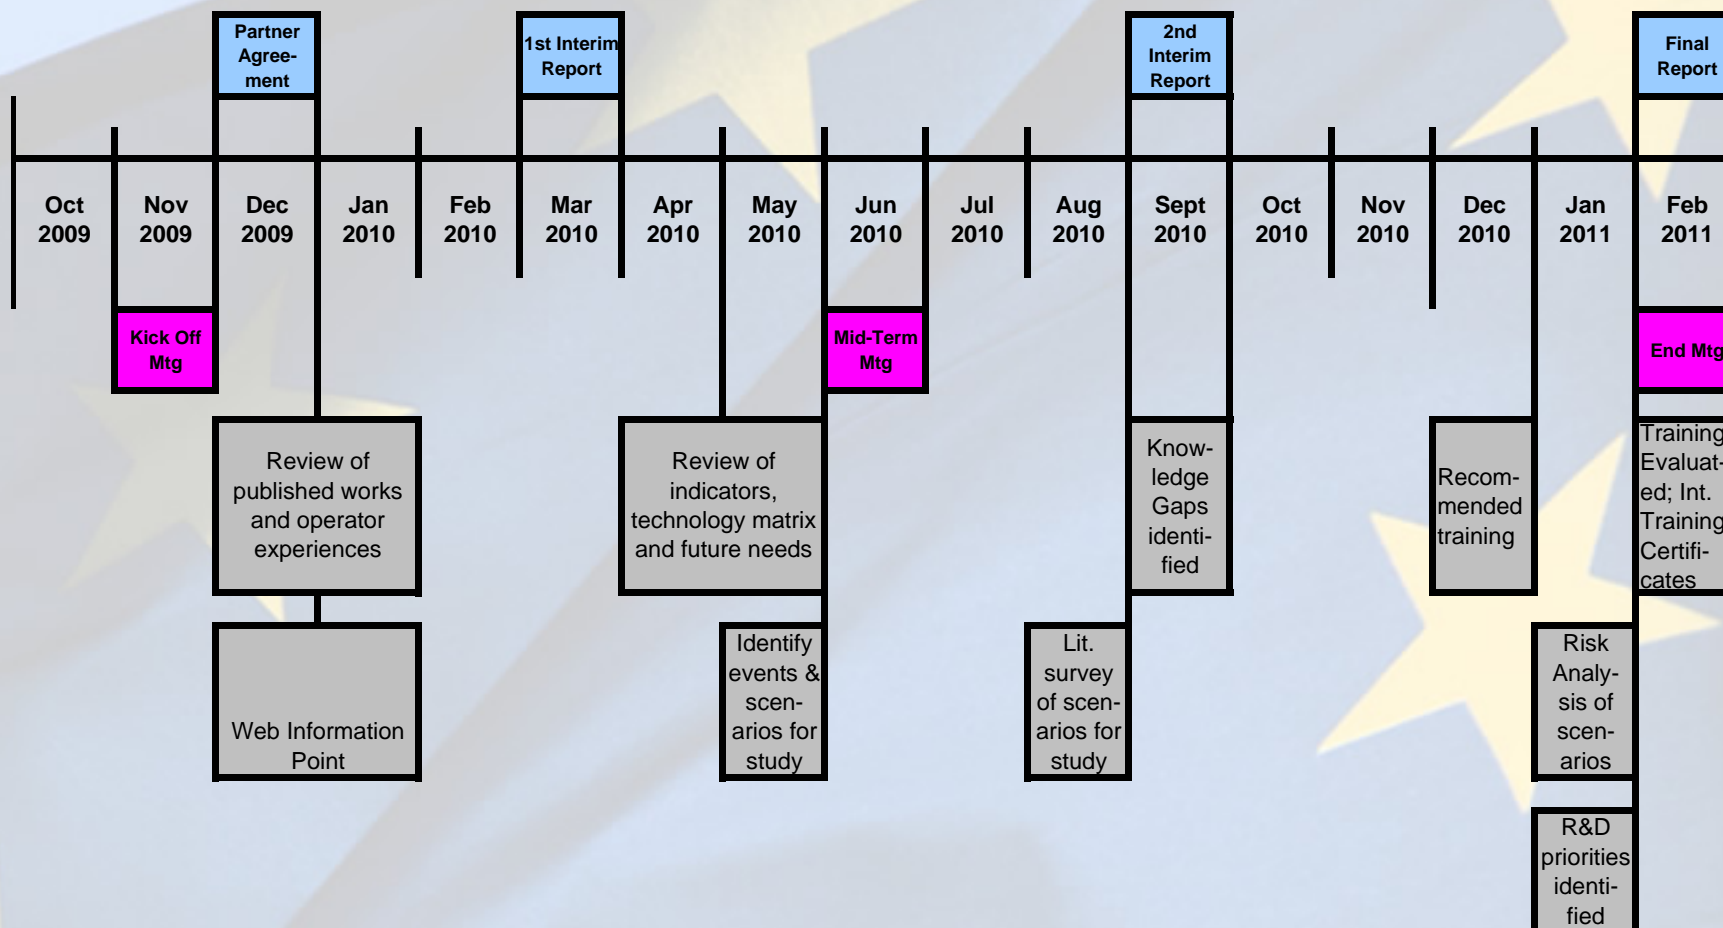 Partner
Agree-
ment
1st Interim
Report
2nd
Interim
Report
Final
Report
Oct
2009
Nov
2009
Dec
2009
Jan
2010
Feb
2010
Mar
2010
Apr
2010
May
2010
Jun
2010
Jul
2010
Aug
2010
Sept
2010
Oct
2010
Nov
2010
Dec
2010
Jan
2011
Feb
2011
Kick Off
Mtg
Mid-Term
Mtg
End Mtg
Review of
published works
and operator
experiences
Review of
indicators,
technology matrix
and future needs
Know-
ledge
Gaps
identi-
fied
Recom-
mended
training
Training
Evaluat-
ed; Int.
Training
Certifi-
cates
Web Information
Point
Identify
events &
scen-
arios for
study
Lit.
survey
of scen-
arios for
study
Risk
Analy-
sis of
scen-
arios
R&D
priorities
identi-
fied